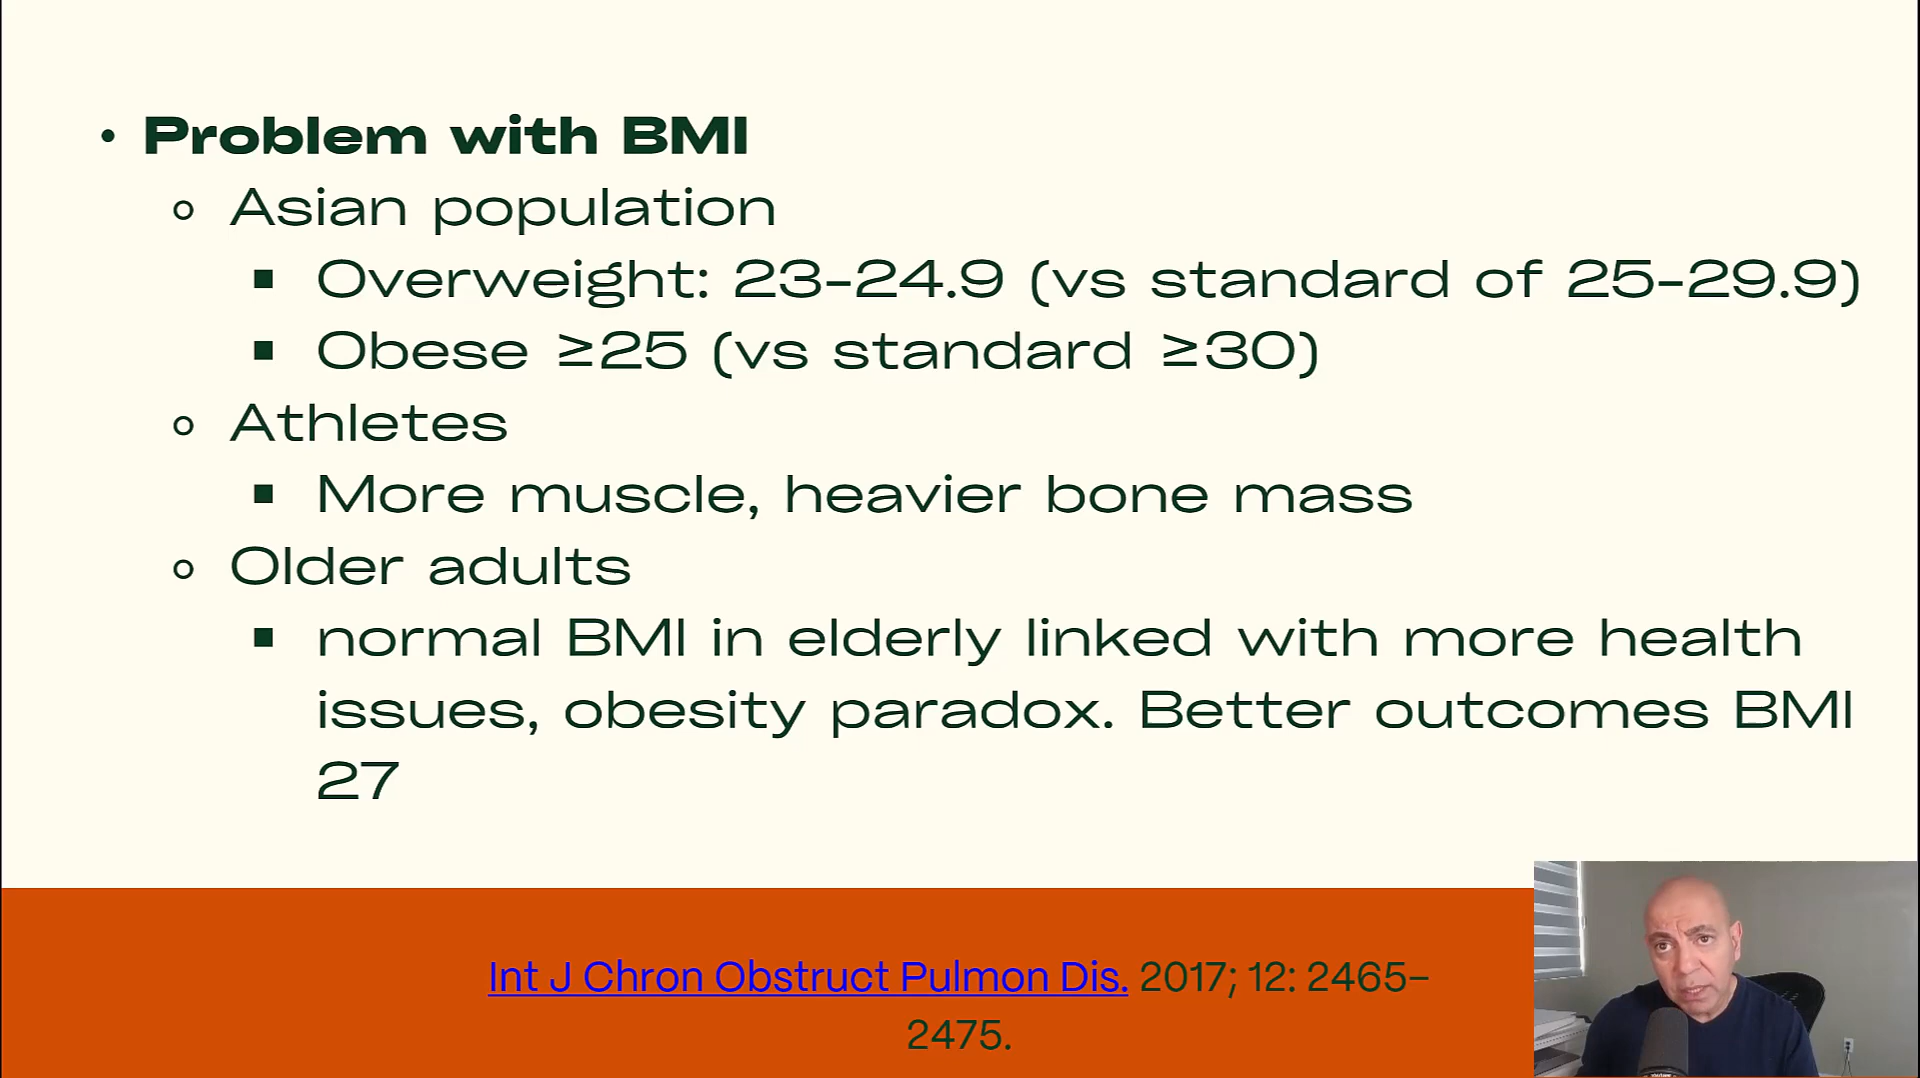 • Problem with BMI
○ Asian population
■ Overweight: 23-24.9 (vs standard of 25-29.9)
■ Obese ≥25 (vs standard ≥30)
○ Athletes
■ More muscle, heavier bone mass
○ Older adults
■ normal BMI in elderly linked with more health
issues, obesity paradox. Better outcomes BMI
27
Int J Chron Obstruct Pulmon Dis. 2017; 12: 2465–
2475.